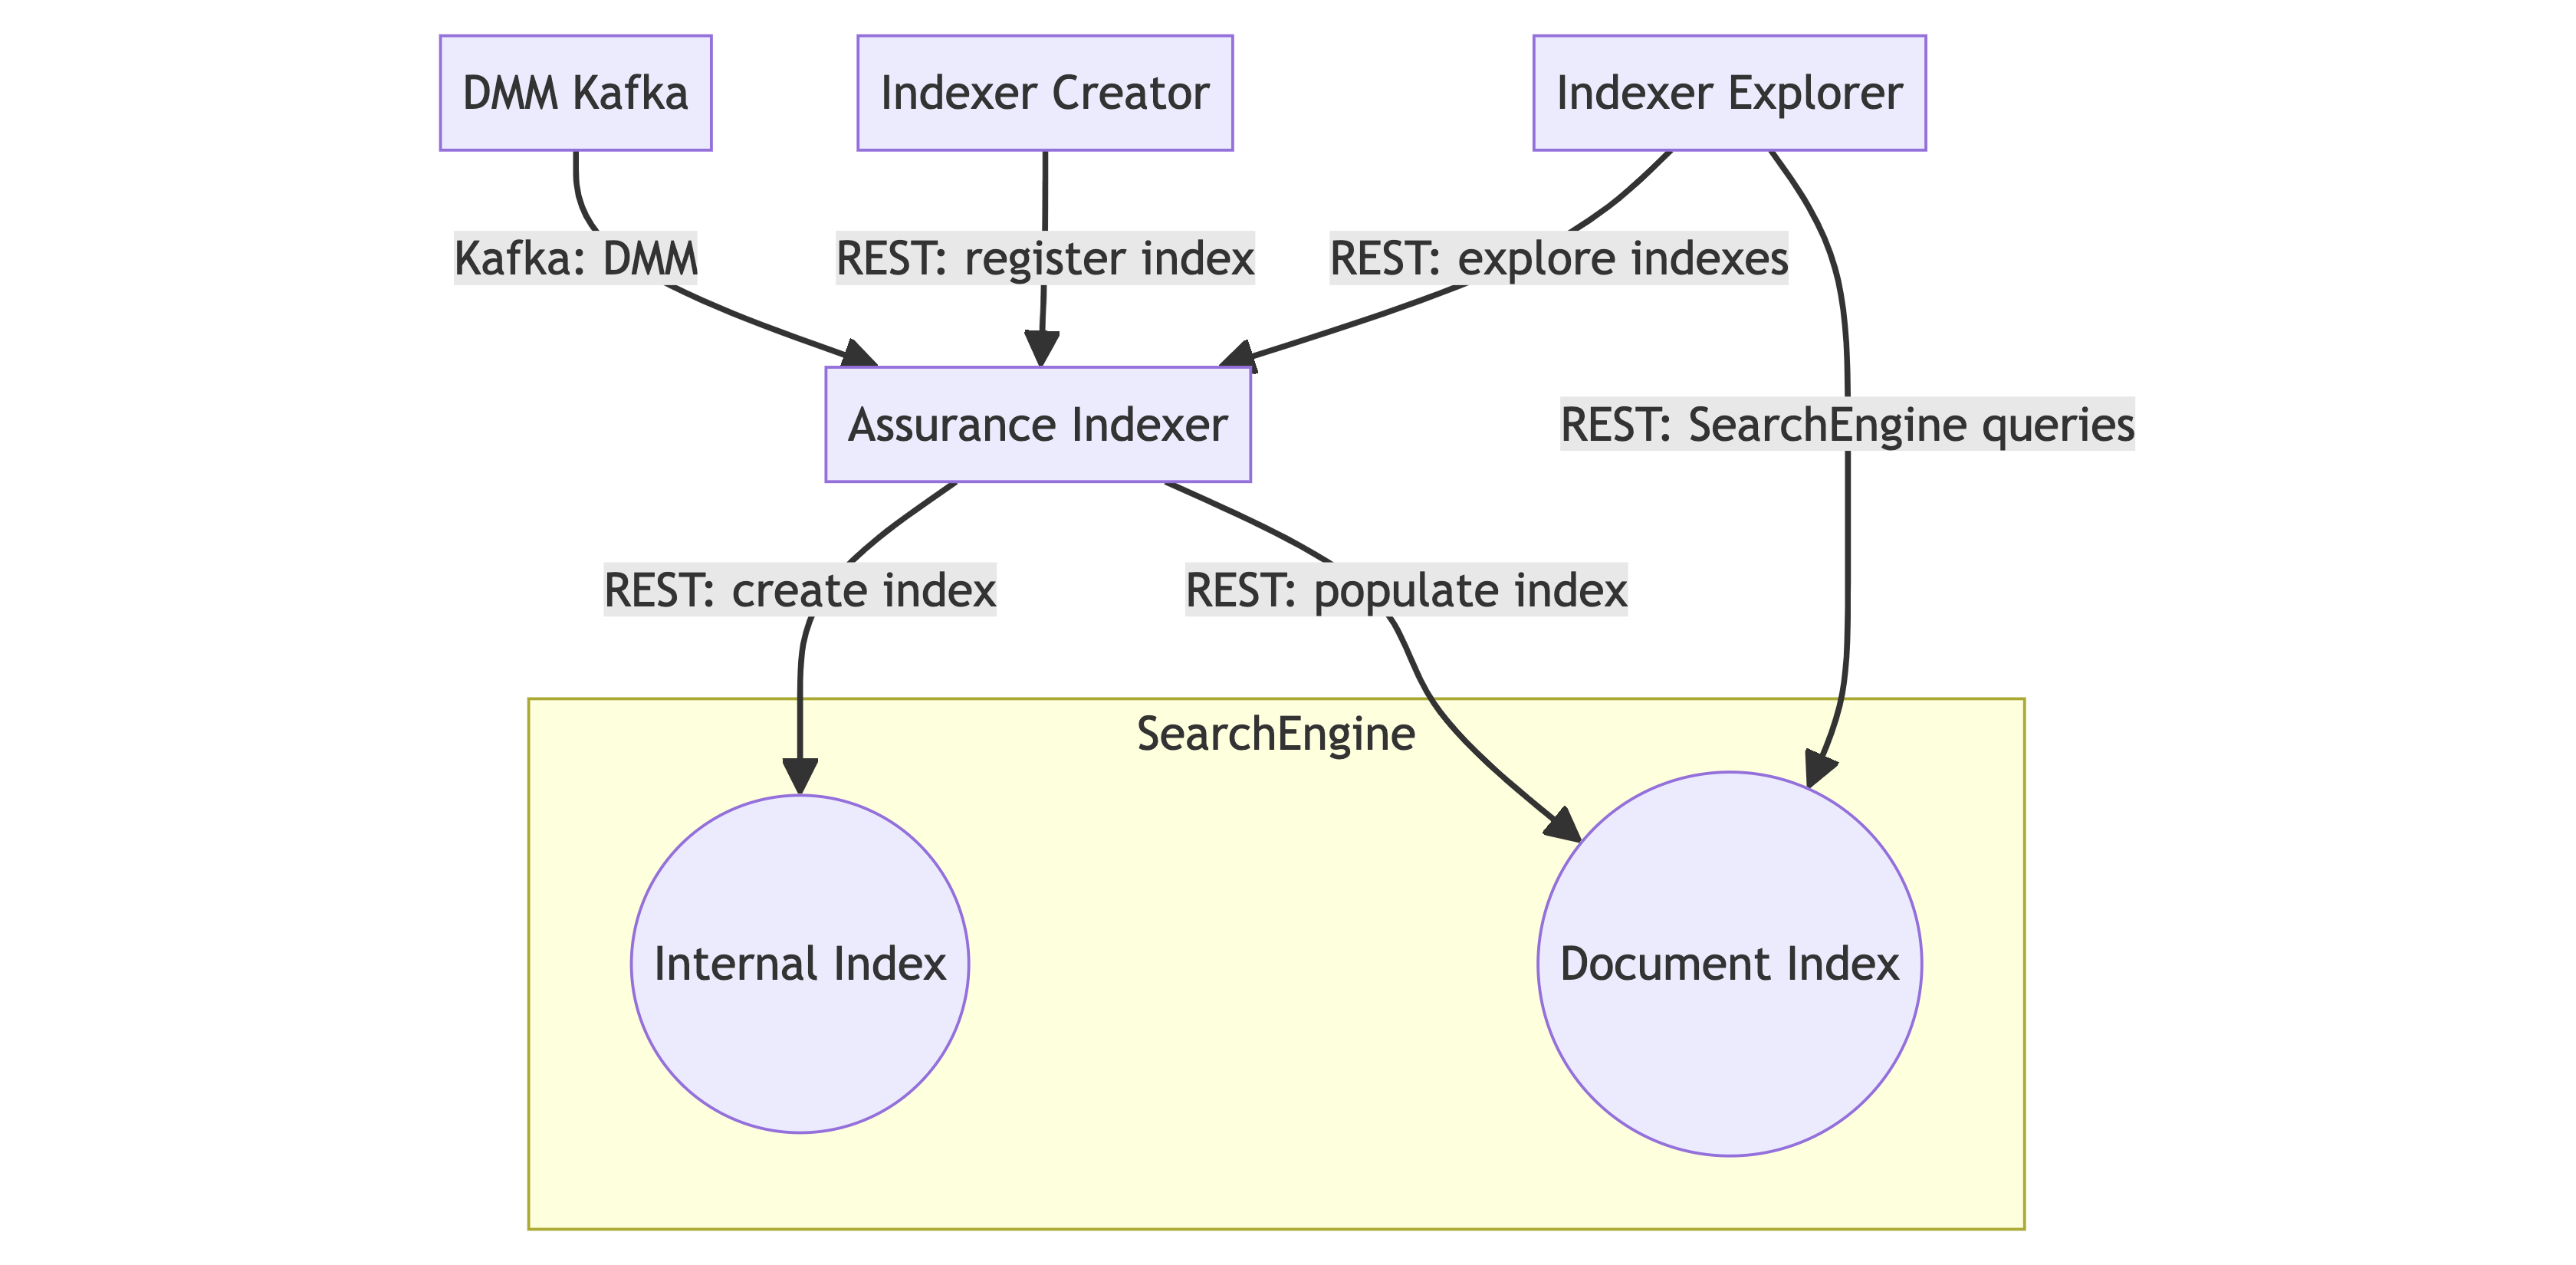 DMM Kafka
Indexer Creator
Indexer Explorer
Kafka: DMM
REST: register index
REST: explore indexes
Assurance Indexer
REST: SearchEngine queries
REST: create index
REST: populate index
SearchEngine
Internal Index
Document Index